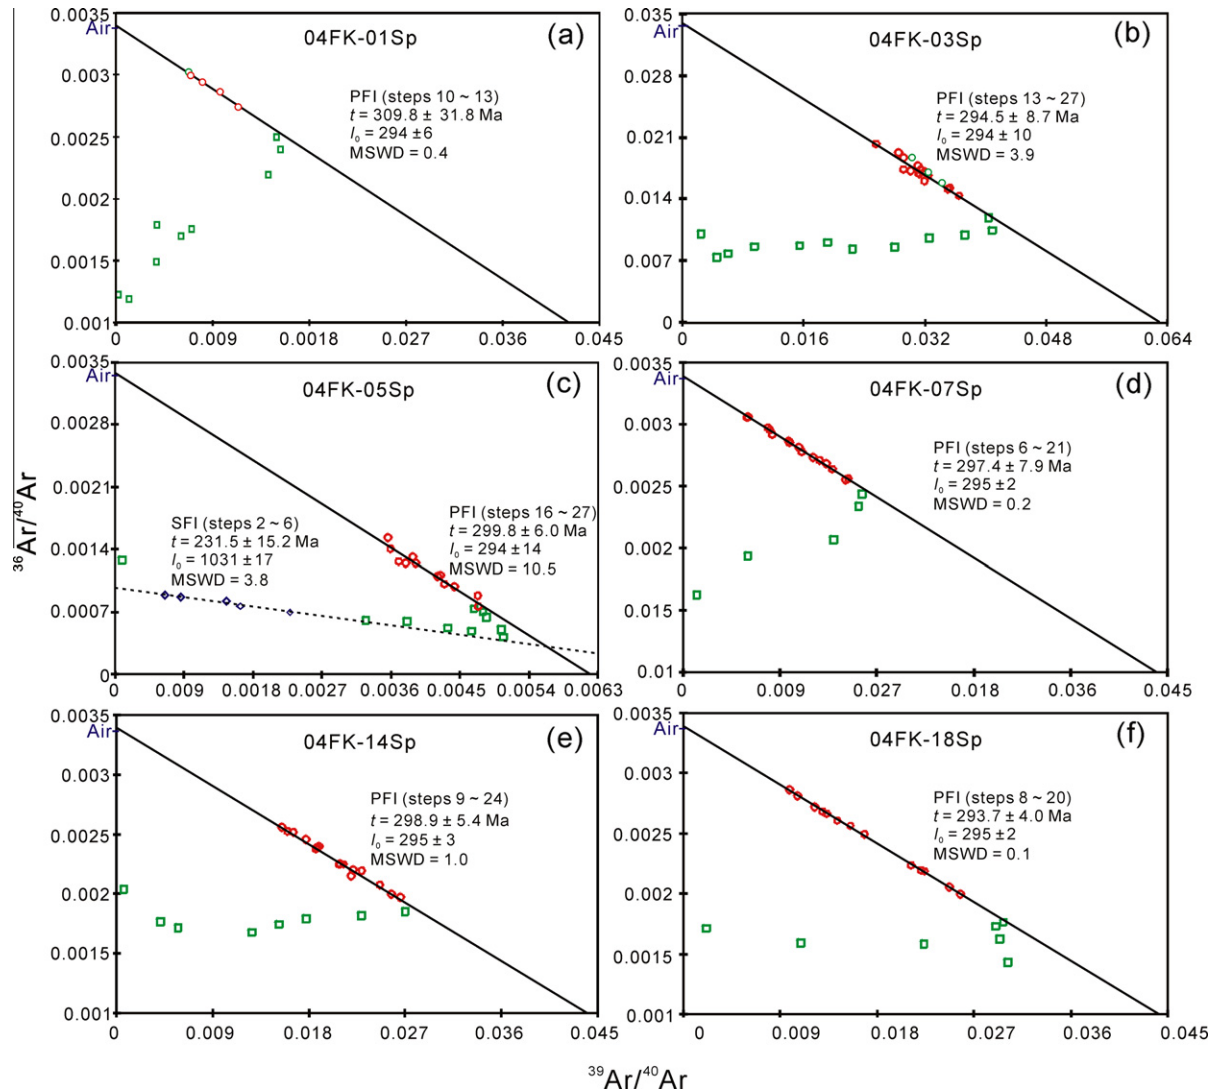 ³⁶Ar/⁴⁰Ar
³⁹Ar/⁴⁰Ar
(a)
04FK-01Sp
PFI (steps 10 ~ 13)
t = 309.8 ± 31.8 Ma
I₀ = 294 ± 6
MSWD = 0.4
0.0035
Air
0.003
0.0025
0.002
0.0015
0.001
0 0.009 0.0018 0.027 0.036 0.045
(b)
04FK-03Sp
PFI (steps 13 ~ 27)
t = 294.5 ± 8.7 Ma
I₀ = 294 ± 10
MSWD = 3.9
0.035
Air
0.028
0.021
0.014
0.007
0
0 0.016 0.032 0.048 0.064
(c)
04FK-05Sp
SFI (steps 2 ~ 6)
t = 231.5 ± 15.2 Ma
I₀ = 1031 ± 17
MSWD = 3.8
PFI (steps 16 ~ 27)
t = 299.8 ± 6.0 Ma
I₀ = 294 ± 14
MSWD = 10.5
0.0035
Air
0.0028
0.0021
0.0014
0.0007
0
0 0.009 0.0018 0.0027 0.0036 0.0045 0.0054 0.0063
(d)
04FK-07Sp
PFI (steps 6 ~ 21)
t = 297.4 ± 7.9 Ma
I₀ = 295 ± 2
MSWD = 0.2
0.0035
Air
0.003
0.0025
0.002
0.0015
0.01
0 0.009 0.027 0.018 0.036 0.045
(e)
04FK-14Sp
PFI (steps 9 ~ 24)
t = 298.9 ± 5.4 Ma
I₀ = 295 ± 3
MSWD = 1.0
0.0035
Air
0.003
0.0025
0.002
0.0015
0.001
0 0.009 0.018 0.027 0.036 0.045
(f)
04FK-18Sp
PFI (steps 8 ~ 20)
t = 293.7 ± 4.0 Ma
I₀ = 295 ± 2
MSWD = 0.1
0.0035
Air
0.003
0.0025
0.002
0.0015
0.001
0 0.009 0.018 0.027 0.036 0.045